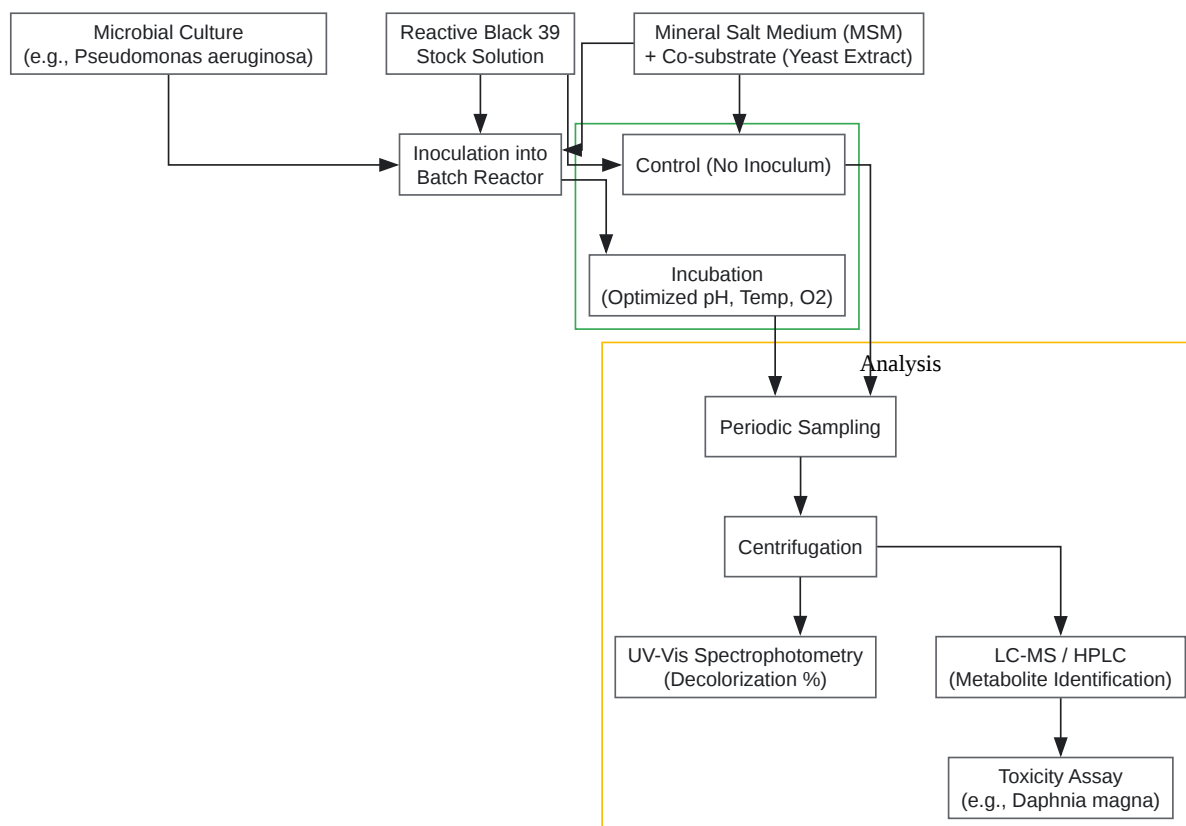 Microbial Culture
(e.g., Pseudomonas aeruginosa)
Reactive Black 39
Stock Solution
Mineral Salt Medium (MSM)
+ Co-substrate (Yeast Extract)
Inoculation into
Batch Reactor
Control (No Inoculum)
Incubation
(Optimized pH, Temp, O2)
Analysis
Periodic Sampling
Centrifugation
UV-Vis Spectrophotometry
(Decolorization %)
LC-MS / HPLC
(Metabolite Identification)
Toxicity Assay
(e.g., Daphnia magna)